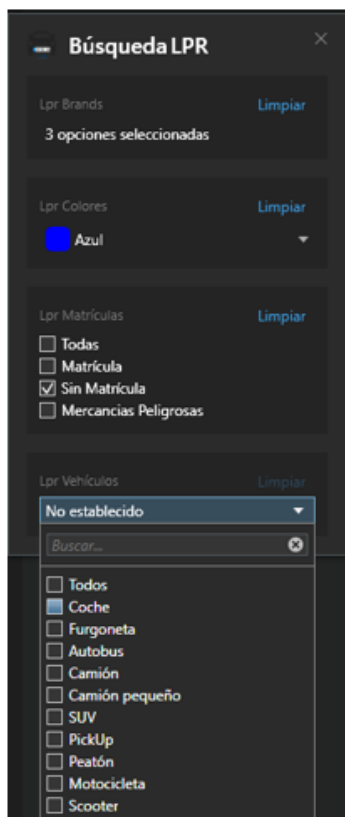 Búsqueda LPR
Lpr Brands Limpiar
3 opciones seleccionadas
Lpr Colores Limpiar
Azul
Lpr Matrículas Limpiar
Todas
Matrícula
Sin Matrícula
Mercancias Peligrosas
Lpr Vehículos Limpiar
No establecido
Buscar...
Todos
Coche
Furgoneta
Autobus
Camión
Camión pequeño
SUV
PickUp
Peatón
Motocicleta
Scooter